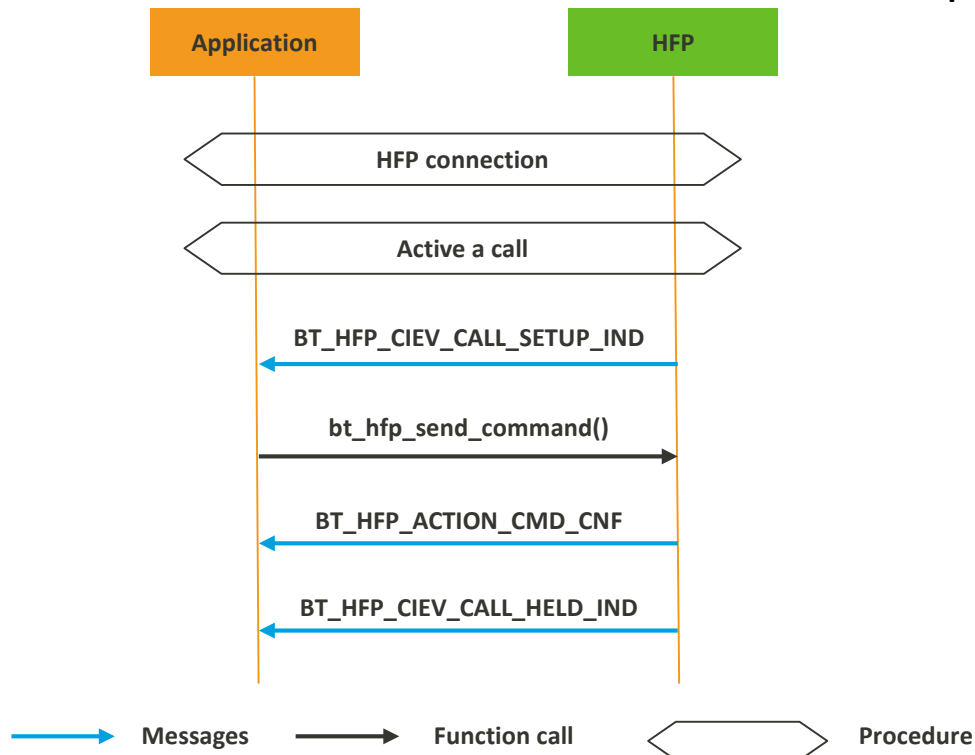 Application HFP
HFP connection
Active a call
BT_HFP_CIEV_CALL_SETUP_IND
bt_hfp_send_command()
BT_HFP_ACTION_CMD_CNF
BT_HFP_CIEV_CALL_HELD_IND
Messages Function call Procedure